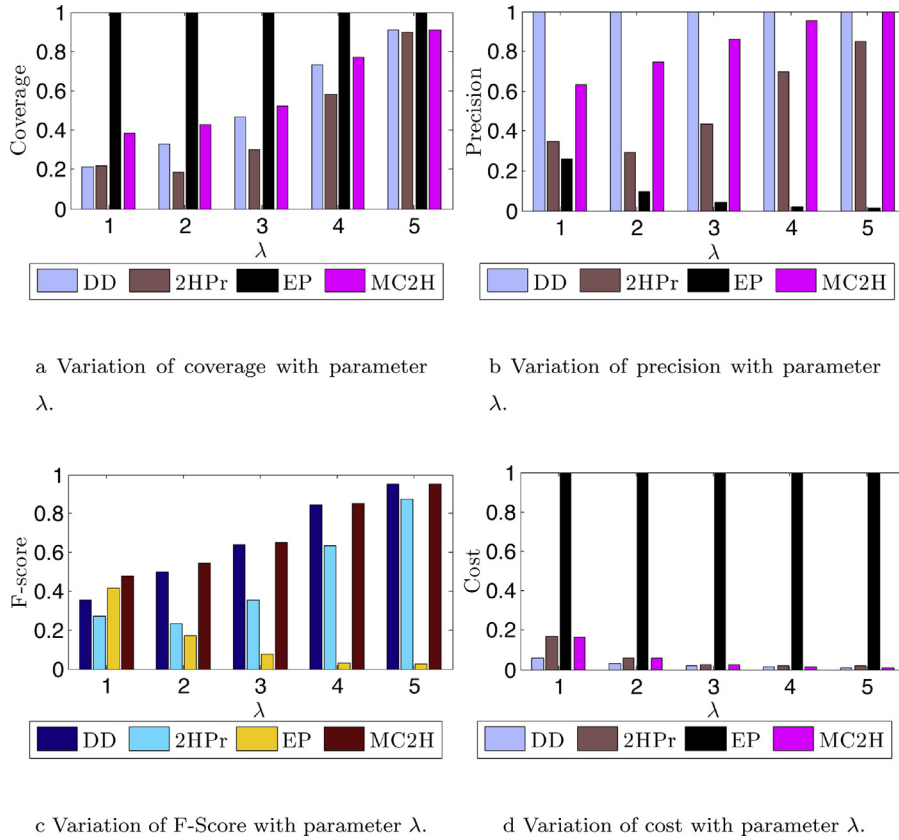 1
0.8
0.6
0.4
0.2
0
Coverage
1 2 3 4 5
λ
DD 2HPr EP MC2H
a Variation of coverage with parameter
λ.
1
0.8
0.6
0.4
0.2
0
Precision
1 2 3 4 5
λ
DD 2HPr EP MC2H
b Variation of precision with parameter
λ.
1
0.8
0.6
0.4
0.2
0
F-score
1 2 3 4 5
λ
DD 2HPr EP MC2H
c Variation of F-Score with parameter λ.
1
0.8
0.6
0.4
0.2
0
Cost
1 2 3 4 5
λ
DD 2HPr EP MC2H
d Variation of cost with parameter λ.